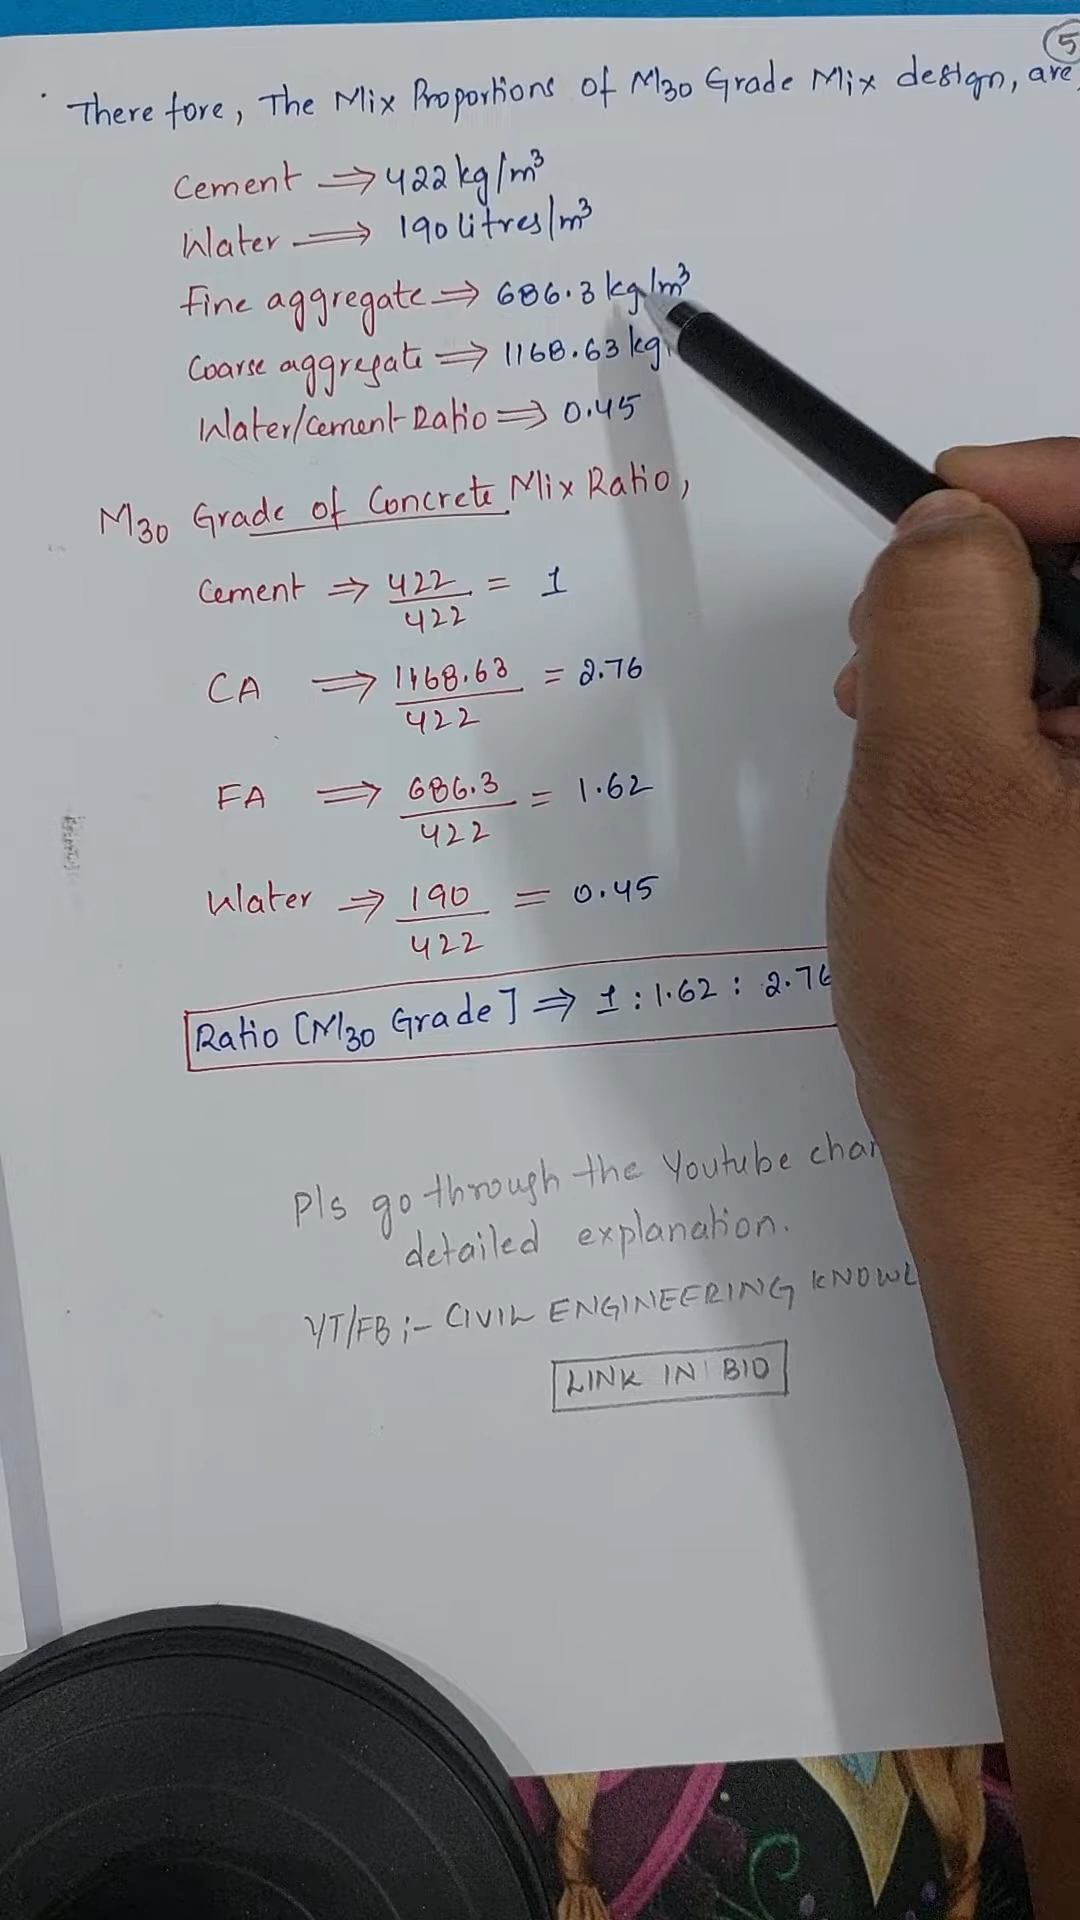 5
Therefore, The Mix Proportions of M30 Grade Mix design, are,
Cement ⇒ 422 kg/m³
Water ⇒ 190 litres/m³
Fine aggregate ⇒ 686.3 kg/m³
Coarse aggregate ⇒ 1168.63 kg
Water/Cement Ratio ⇒ 0.45
M30 Grade of Concrete Mix Ratio,
Cement ⇒ 422/422 = 1
CA ⇒ 1168.63/422 = 2.76
FA ⇒ 686.3/422 = 1.62
Water ⇒ 190/422 = 0.45
Ratio [M30 Grade] ⇒ 1 : 1.62 : 2.76
Pls go through the Youtube
detailed explanation.
YT/FB :- CIVIL ENGINEERING
LINK IN BIO